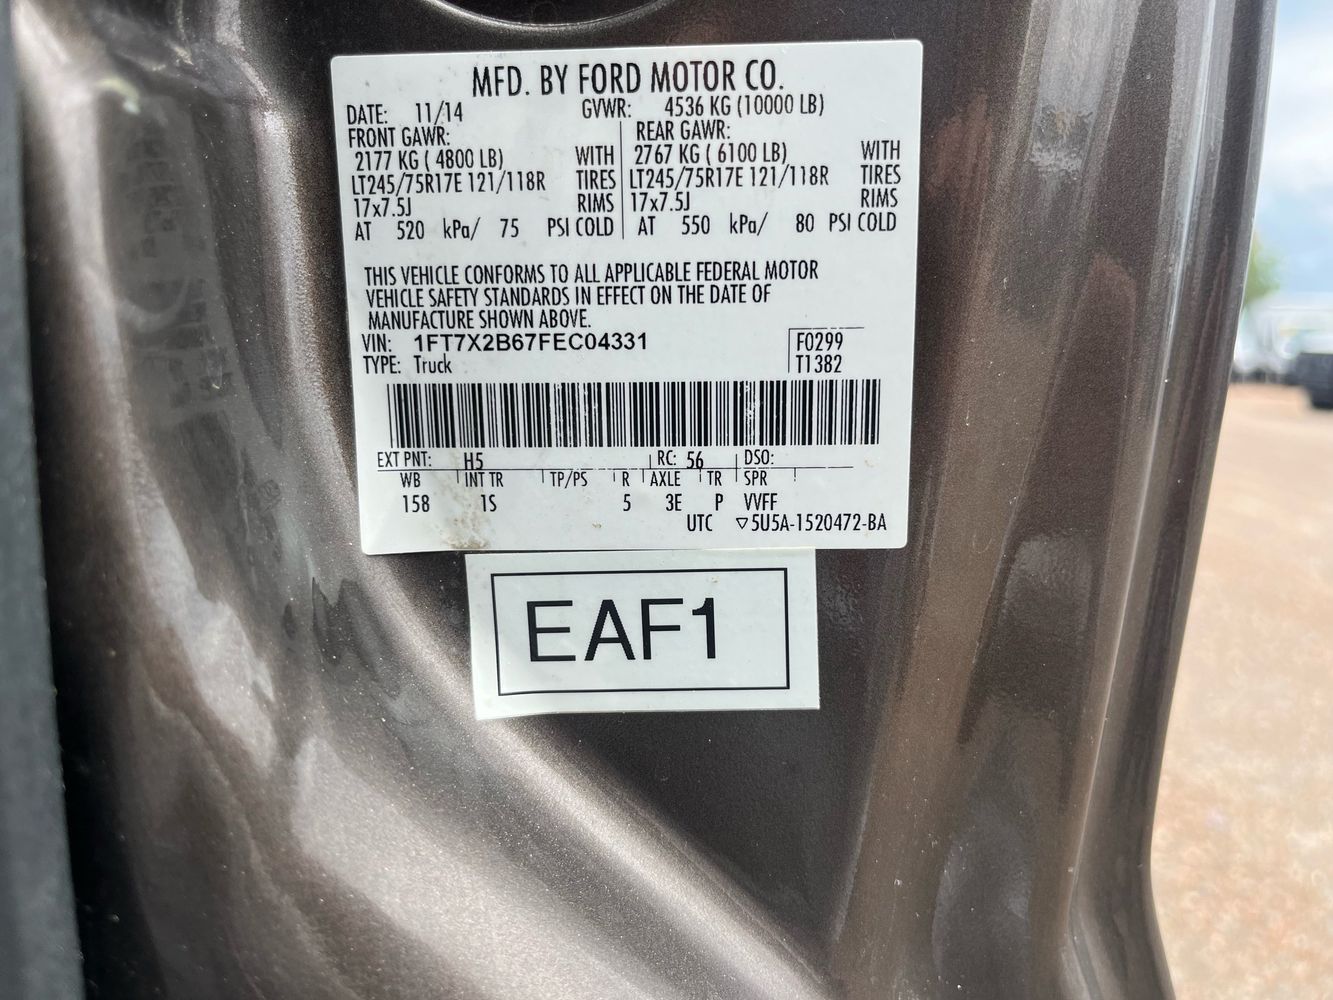 MFD. BY FORD MOTOR CO.
DATE: 11/14 GVWR: 4536 KG (10000 LB)
FRONT GAWR: REAR GAWR:
2177 KG ( 4800 LB) WITH 2767 KG ( 6100 LB) WITH
LT245/75R17E 121/118R TIRES LT245/75R17E 121/118R TIRES
17x7.5J RIMS 17x7.5J RIMS
AT 520 kPa/ 75 PSI COLD AT 550 kPa/ 80 PSI COLD
THIS VEHICLE CONFORMS TO ALL APPLICABLE FEDERAL MOTOR
VEHICLE SAFETY STANDARDS IN EFFECT ON THE DATE OF
MANUFACTURE SHOWN ABOVE.
VIN: 1FT7X2B67FEC04331 F0299
TYPE: Truck T1382
EXT PNT: H5 RC: 56 DSO:
WB INT TR TP/PS R AXLE TR SPR
158 1S 5 3E P VVFF
UTC ▽5U5A-1520472-BA
EAF1